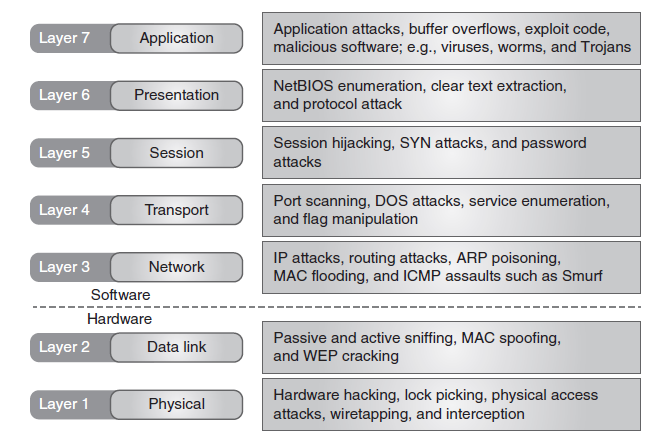 Layer 7 Application Application attacks, buffer overflows, exploit code,
malicious software; e.g., viruses, worms, and Trojans
Layer 6 Presentation NetBIOS enumeration, clear text extraction,
and protocol attack
Layer 5 Session Session hijacking, SYN attacks, and password
attacks
Layer 4 Transport Port scanning, DOS attacks, service enumeration,
and flag manipulation
Layer 3 Network IP attacks, routing attacks, ARP poisoning,
MAC flooding, and ICMP assaults such as Smurf
Software
Hardware
Layer 2 Data link Passive and active sniffing, MAC spoofing,
and WEP cracking
Layer 1 Physical Hardware hacking, lock picking, physical access
attacks, wiretapping, and interception